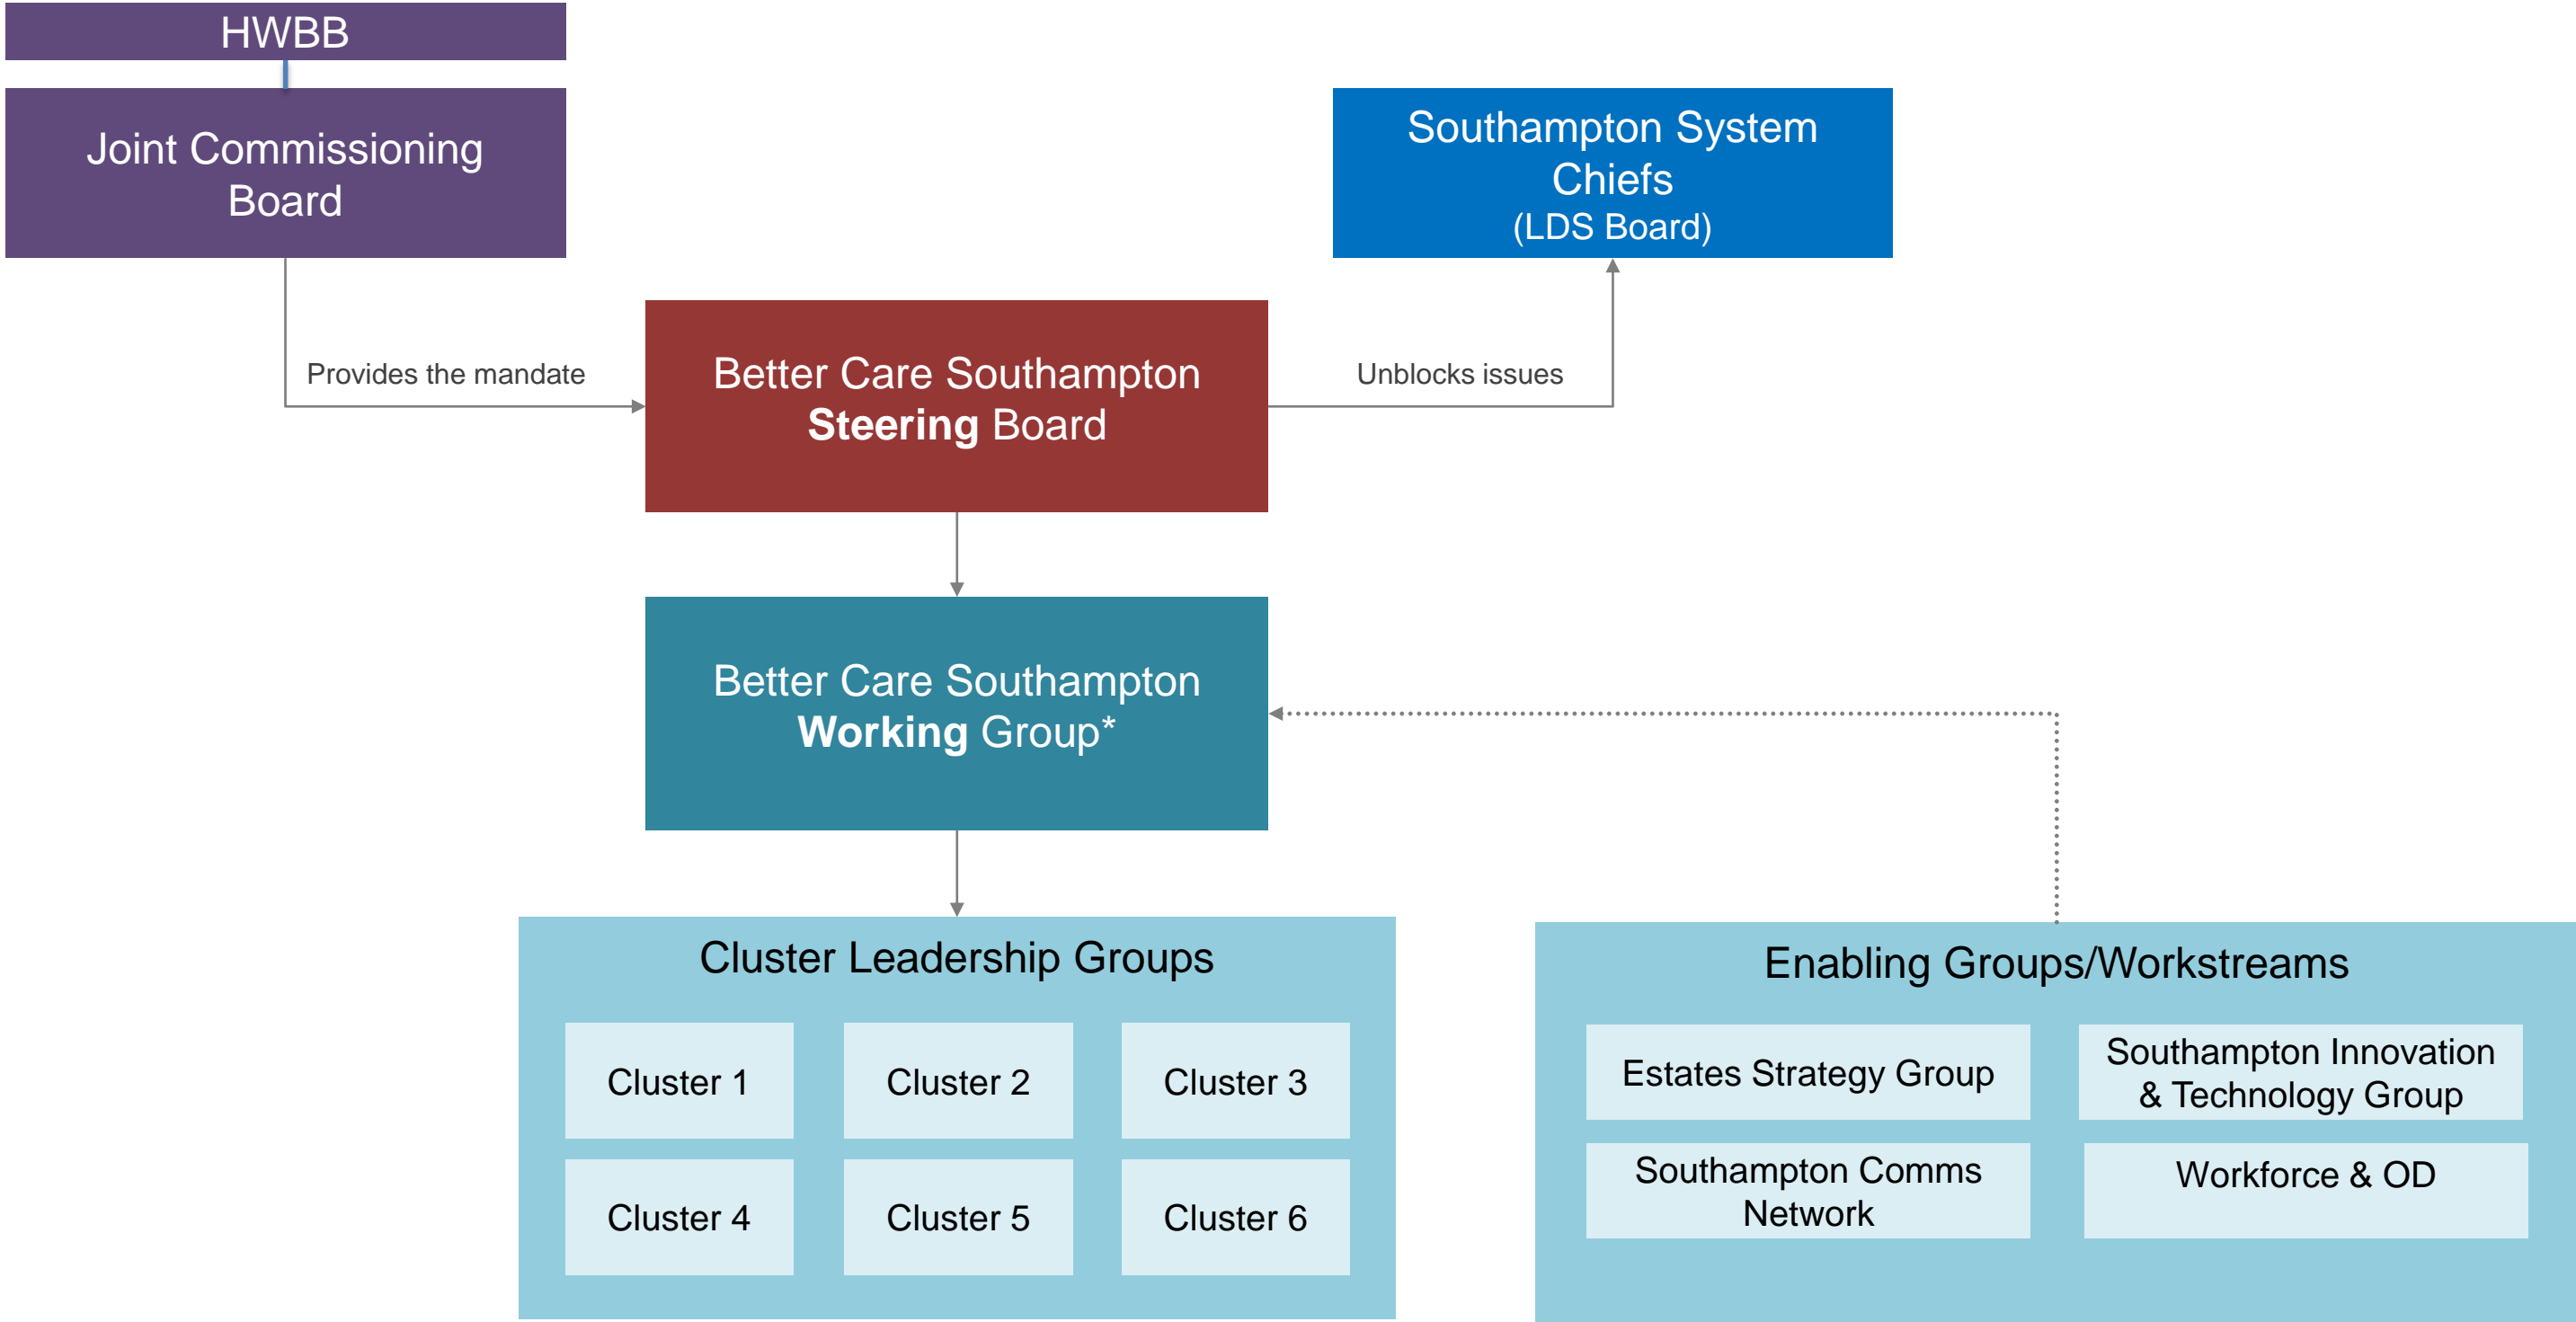 HWBB
Joint Commissioning
Board
Southampton System
Chiefs
(LDS Board)
Provides the mandate
Better Care Southampton
Steering Board
Unblocks issues
Better Care Southampton
Working Group*
Cluster Leadership Groups
Cluster 1
Cluster 2
Cluster 3
Cluster 4
Cluster 5
Cluster 6
Enabling Groups/Workstreams
Estates Strategy Group
Southampton Innovation
& Technology Group
Southampton Comms
Network
Workforce & OD